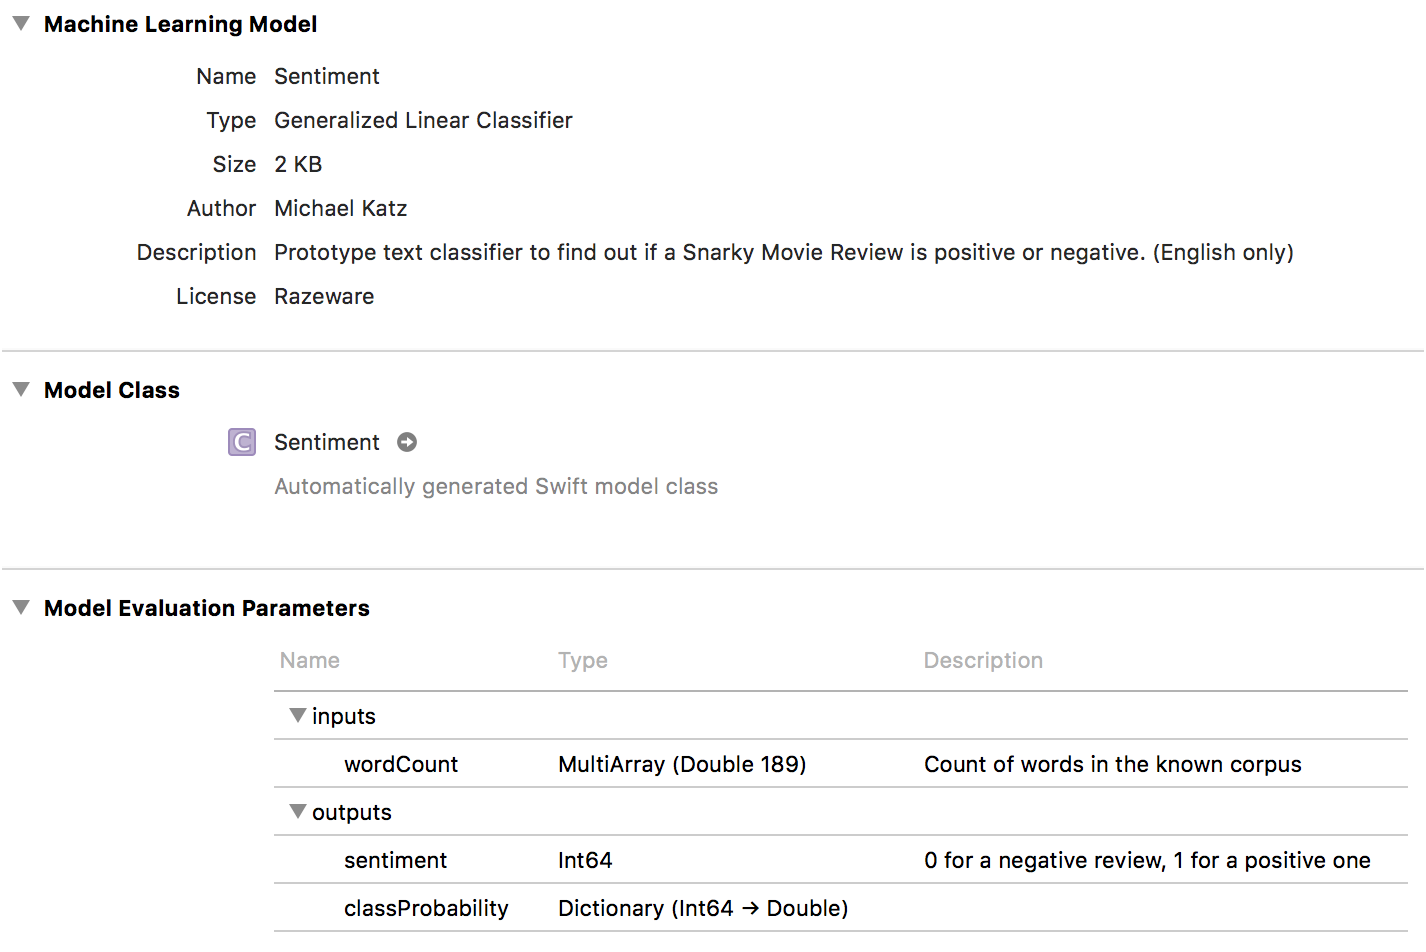 Machine Learning Model
Name Sentiment
Type Generalized Linear Classifier
Size 2 KB
Author Michael Katz
Description Prototype text classifier to find out if a Snarky Movie Review is positive or negative. (English only)
License Razeware
Model Class
C Sentiment
Automatically generated Swift model class
Model Evaluation Parameters
Name Type Description
inputs
wordCount MultiArray (Double 189) Count of words in the known corpus
outputs
sentiment Int64 0 for a negative review, 1 for a positive one
classProbability Dictionary (Int64 → Double)